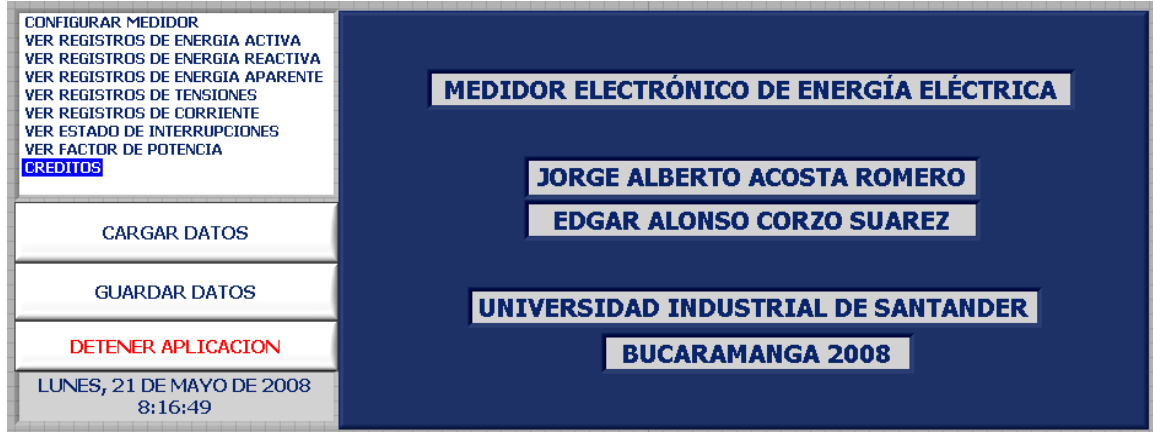 CONFIGURAR MEDIDOR
VER REGISTROS DE ENERGIA ACTIVA
VER REGISTROS DE ENERGIA REACTIVA
VER REGISTROS DE ENERGIA APARENTE
VER REGISTROS DE TENSIONES
VER REGISTROS DE CORRIENTE
VER ESTADO DE INTERRUPCIONES
VER FACTOR DE POTENCIA
CREDITOS
CARGAR DATOS
GUARDAR DATOS
DETENER APLICACION
LUNES, 21 DE MAYO DE 2008
8:16:49
MEDIDOR ELECTRÓNICO DE ENERGÍA ELÉCTRICA
JORGE ALBERTO ACOSTA ROMERO
EDGAR ALONSO CORZO SUAREZ
UNIVERSIDAD INDUSTRIAL DE SANTANDER
BUCARAMANGA 2008